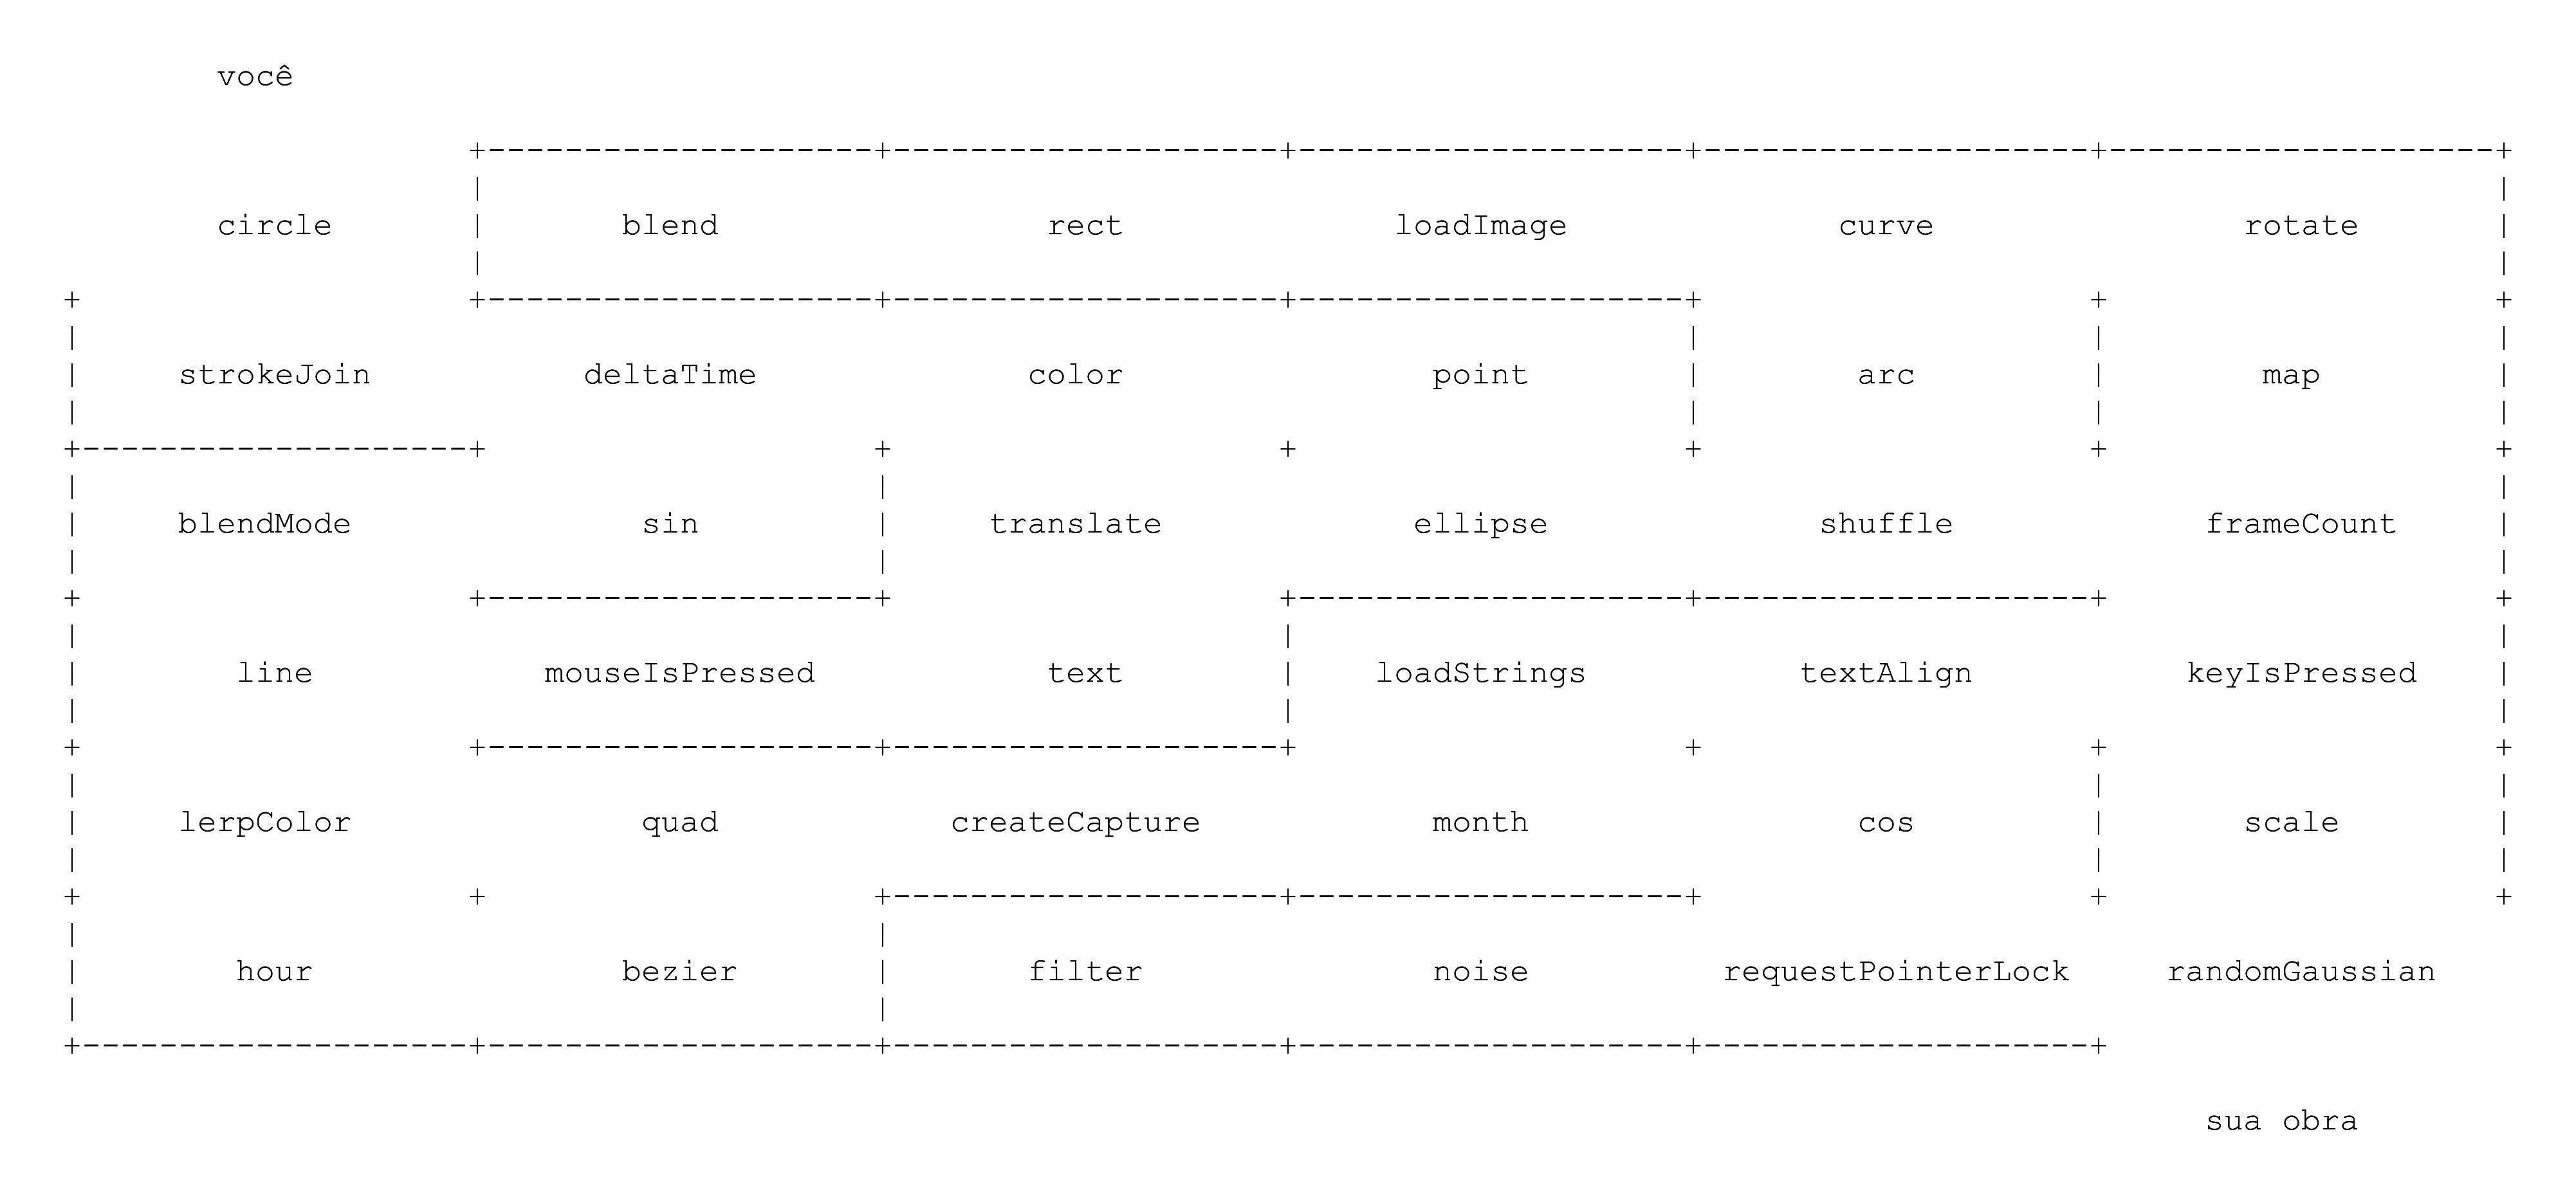 você
circle blend rect loadImage curve rotate
strokeJoin deltaTime color point arc map
blendMode sin translate ellipse shuffle frameCount
line mouseIsPressed text loadStrings textAlign keyIsPressed
lerpColor quad createCapture month cos scale
hour bezier filter noise requestPointerLock randomGaussian
sua obra